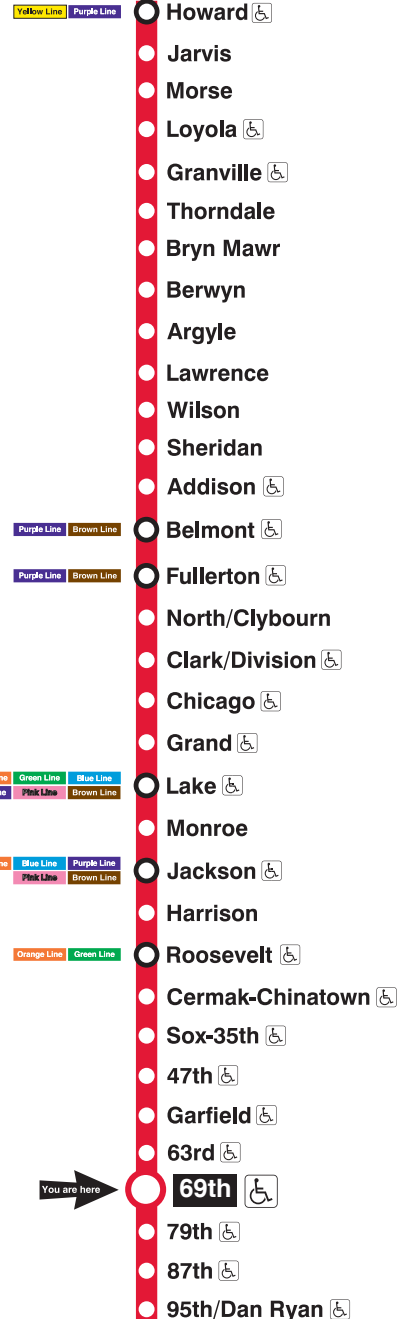 Yellow Line Purple Line Howard
Jarvis
Morse
Loyola
Granville
Thorndale
Bryn Mawr
Berwyn
Argyle
Lawrence
Wilson
Sheridan
Addison
Purple Line Brown Line Belmont
Purple Line Brown Line Fullerton
North/Clybourn
Clark/Division
Chicago
Grand
ne Green Line Blue Line
ne Pink Line Brown Line
Lake
Monroe
ne Blue Line Purple Line
Pink Line Brown Line
Jackson
Harrison
Orange Line Green Line Roosevelt
Cermak-Chinatown
Sox-35th
47th
Garfield
63rd
You are here 69th
79th
87th
95th/Dan Ryan